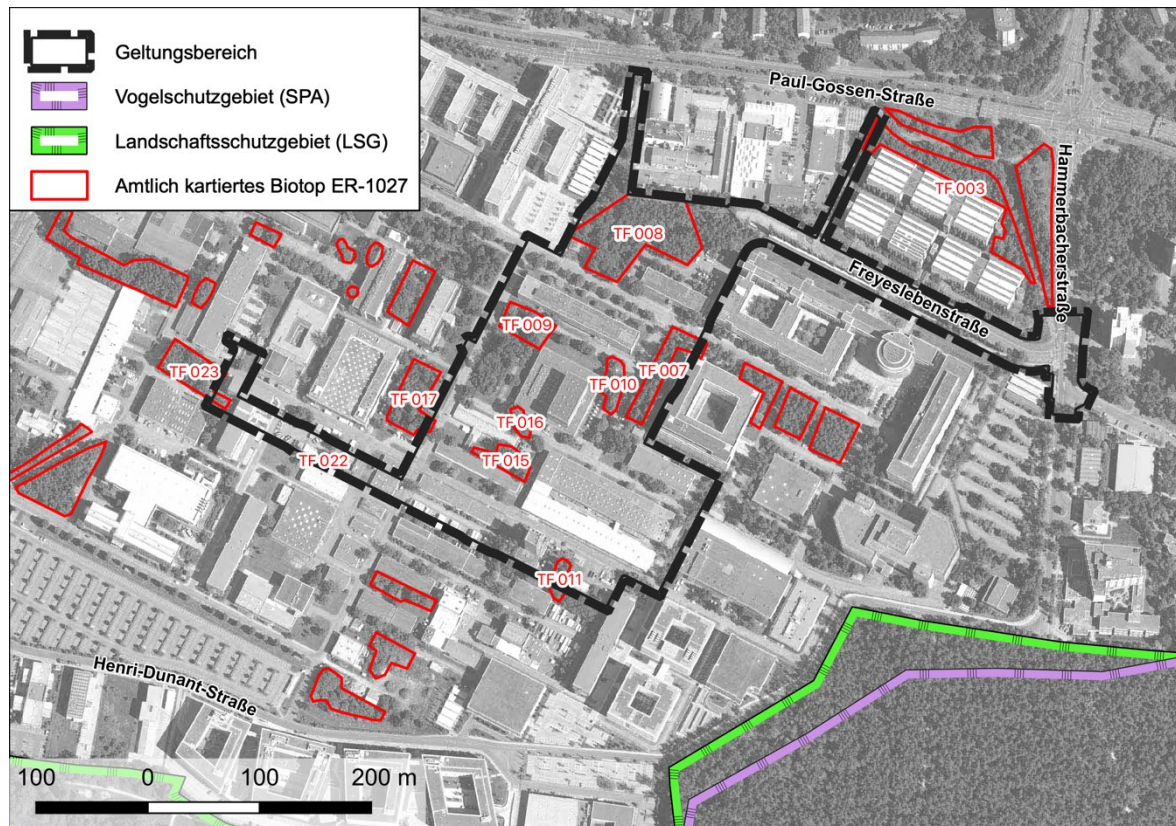 Geltungsbereich
Vogelschutzgebiet (SPA)
Landschaftsschutzgebiet (LSG)
Amtlich kartiertes Biotop ER-1027
Paul-Gossen-Straße
Hammerbacherstraße
TF 003
TF 008
Freyeslebenstraße
TF 009
TF 023
TF 017
TF 010
TF 007
TF 016
TF 015
TF 022
TF 011
Henri-Dunant-Straße
100 0 100 200 m